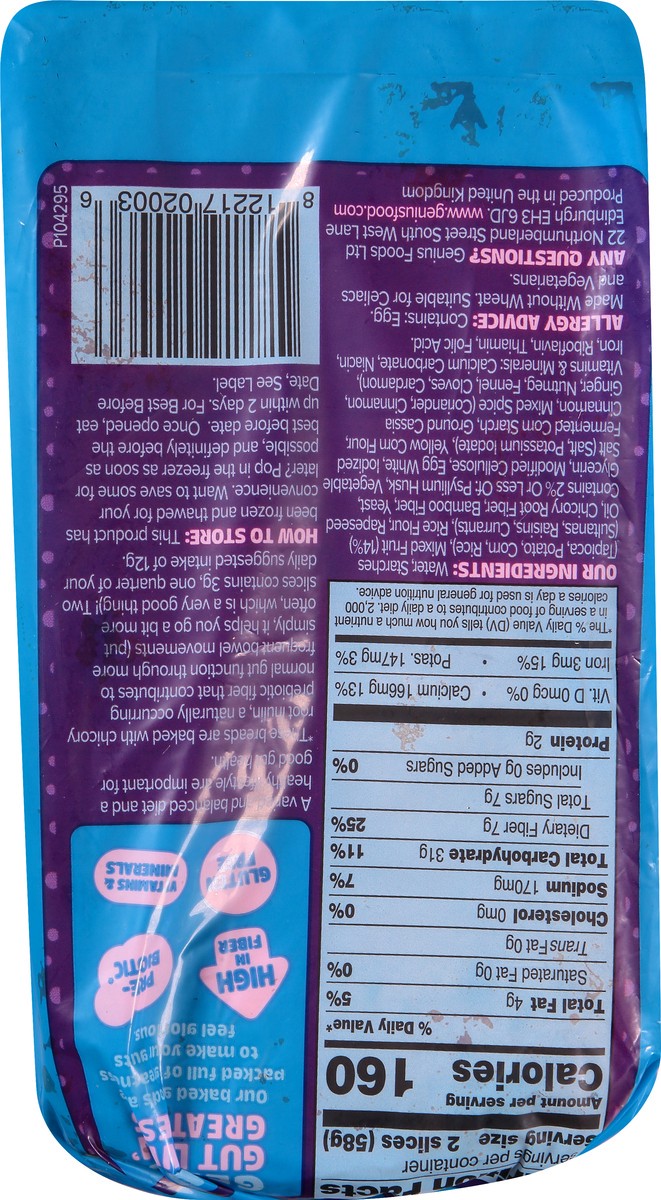 GUT
GREATES
Our baked
packed full of
to make your guts
feel glorious
HIGH
IN
FIBER
PRE-
BIOTIC*
GLUTEN
FREE
VITAMINS &
MINERALS
A varied and balanced diet and a
healthy lifestyle are important for
good gut health.
*These breads are baked with chicory
root inulin, a naturally occurring
prebiotic fiber that contributes to
normal gut function through more
frequent bowel movements (put
simply, it helps you go a bit more
often, which is a very good thing)! Two
slices contains 3g, one quarter of your
daily suggested intake of 12g.
HOW TO STORE: This product has
been frozen and thawed for your
convenience. Want to save some for
later? Pop in the freezer as soon as
possible, and definitely before the
best before date. Once opened, eat
up within 2 days. For Best Before
Date, See Label.
8 12217 02003 6
P104295
Facts
servings per container
serving size 2 slices (58g)
Amount per serving
Calories 160
% Daily Value*
Total Fat 4g 5%
Saturated Fat 0g 0%
Trans Fat 0g
Cholesterol 0mg 0%
Sodium 170mg 7%
Total Carbohydrate 31g 11%
Dietary Fiber 7g 25%
Total Sugars 7g
Includes 0g Added Sugars 0%
Protein 2g
Vit. D 0mcg 0% • Calcium 166mg 13%
Iron 3mg 15% • Potas. 147mg 3%
*The % Daily Value (DV) tells you how much a nutrient
in a serving of food contributes to a daily diet. 2,000
calories a day is used for general nutrition advice.
OUR INGREDIENTS: Water, Starches
(Tapioca, Potato, Corn, Rice), Mixed Fruit (14%)
(Sultanas, Raisins, Currants), Rice Flour, Rapeseed
Oil, Chicory Root Fiber, Bamboo Fiber, Yeast,
Contains 2% Or Less Of: Psyllium Husk, Vegetable
Glycerin, Modified Cellulose, Egg White, Iodized
Salt (Salt, Potassium Iodate), Yellow Corn Flour,
Fermented Corn Starch, Ground Cassia
Cinnamon, Mixed Spice (Coriander, Cinnamon,
Ginger, Nutmeg, Fennel, Cloves, Cardamon),
Vitamins & Minerals: Calcium Carbonate, Niacin,
Iron, Riboflavin, Thiamin, Folic Acid.
ALLERGY ADVICE: Contains: Egg.
Made Without Wheat. Suitable for Celiacs
and Vegetarians.
ANY QUESTIONS? Genius Foods Ltd
22 Northumberland Street South West Lane
Edinburgh EH3 6JD. www.geniusfood.com
Produced in the United Kingdom